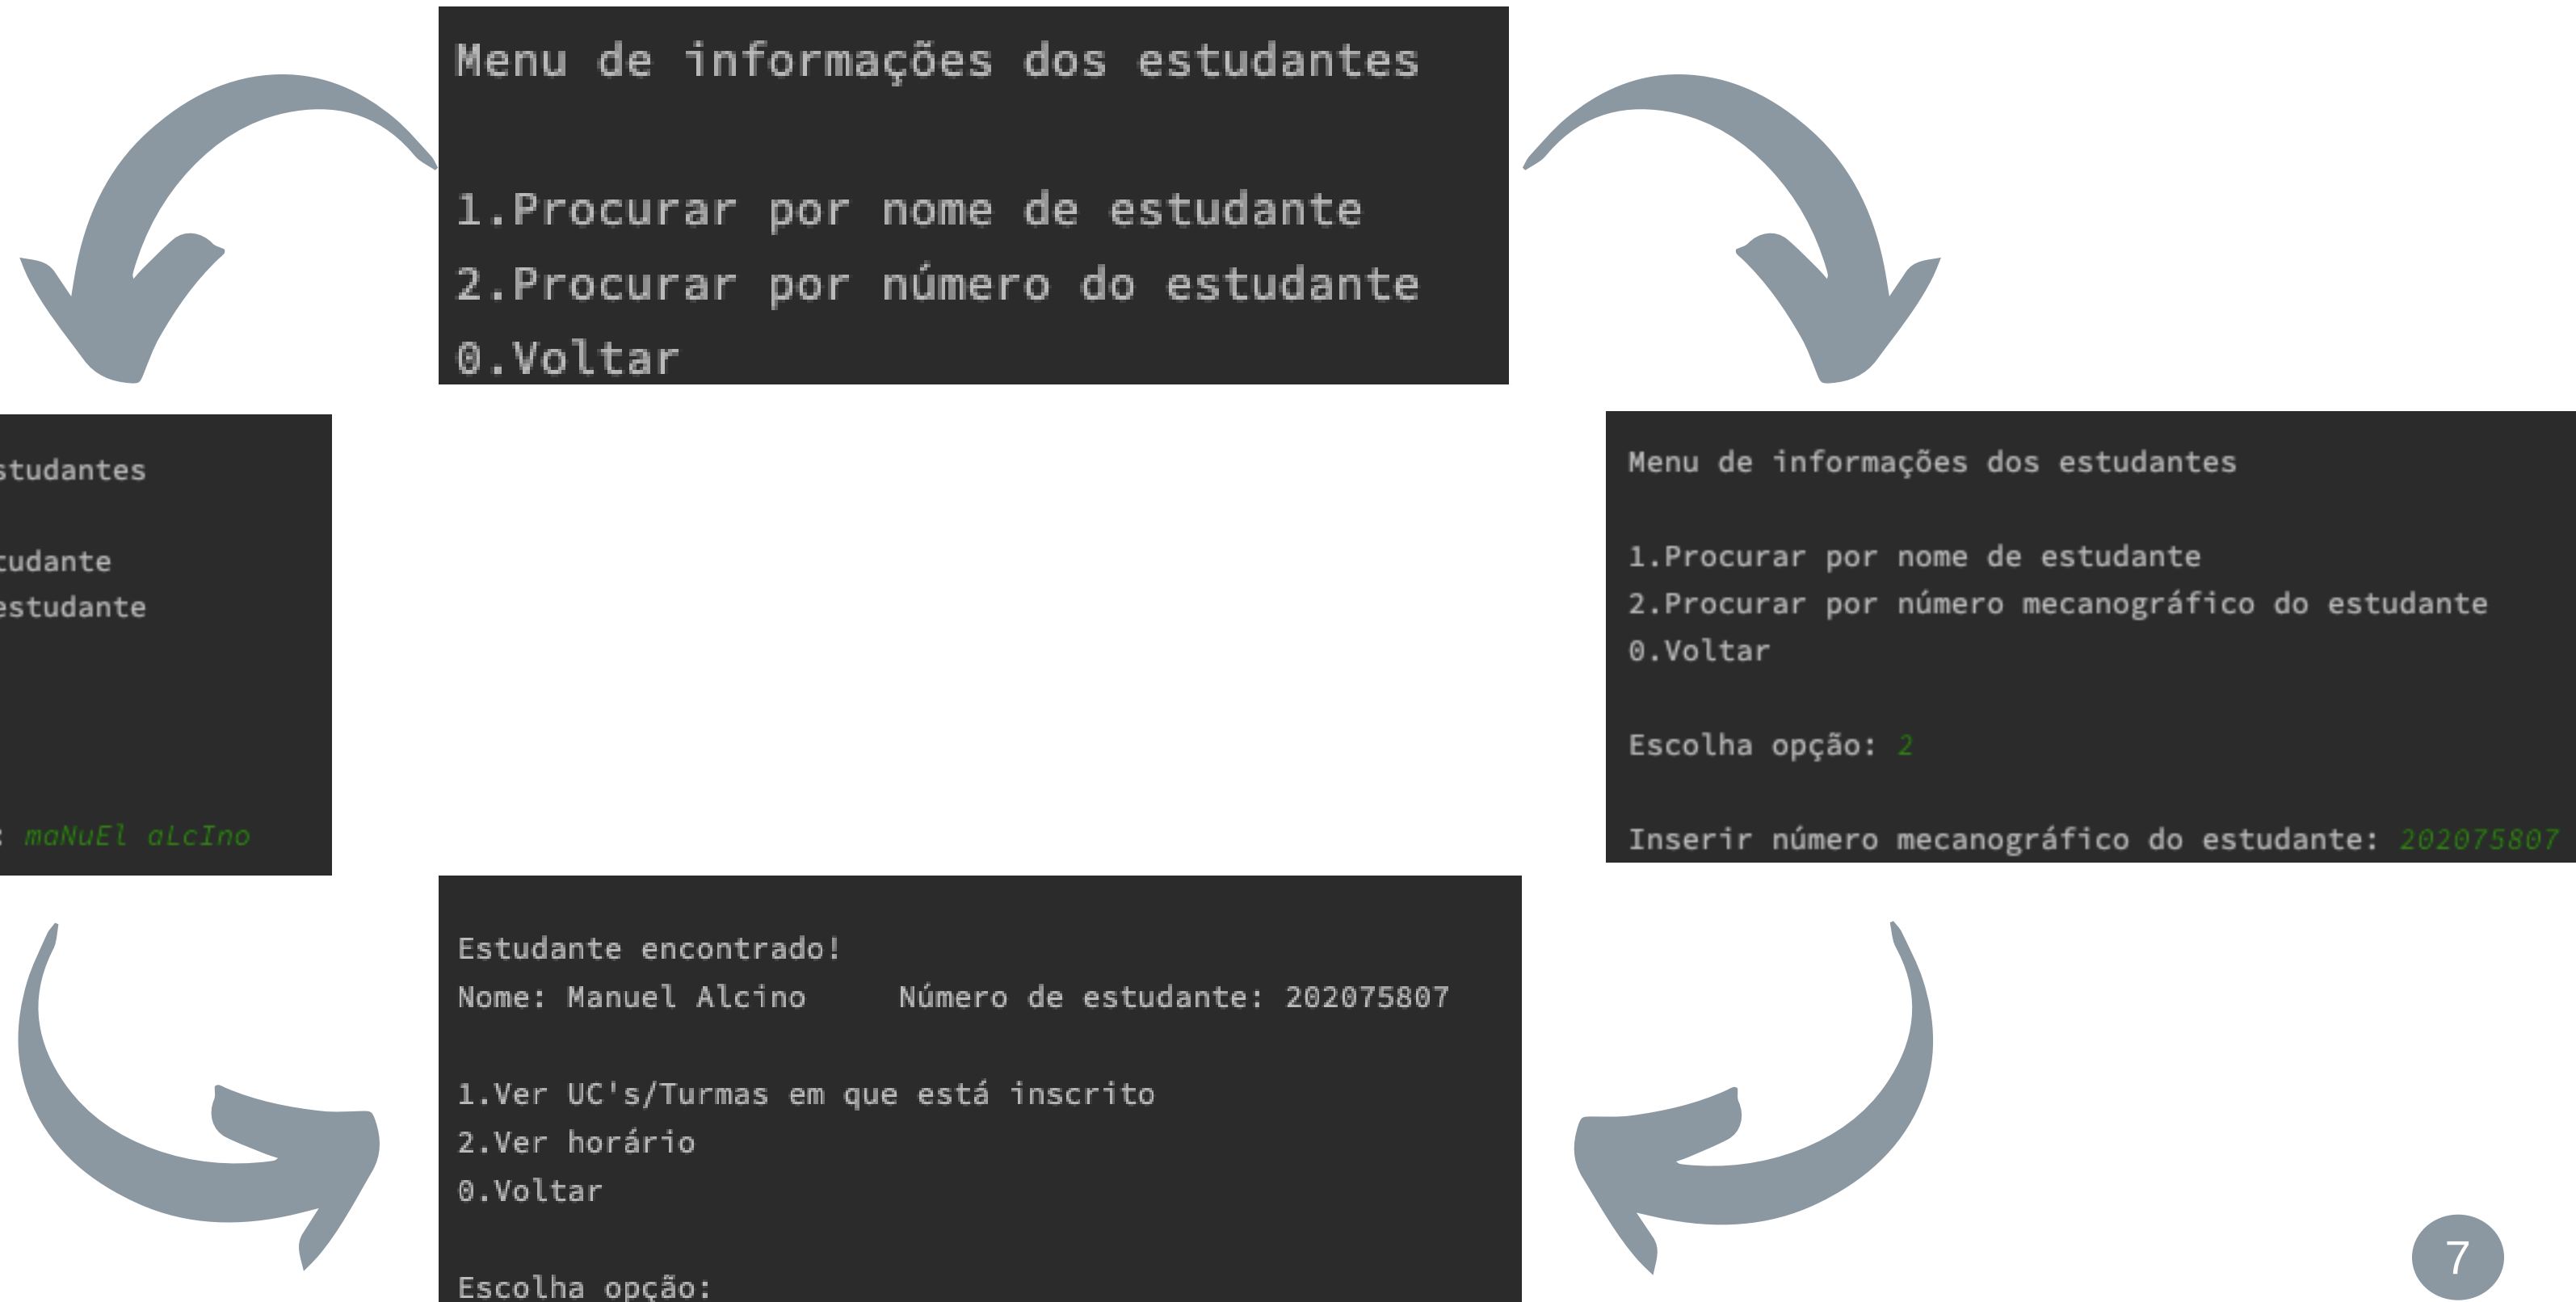 Menu de informações dos estudantes
1.Procurar por nome de estudante
2.Procurar por número do estudante
0.Voltar
studantes
tudante
estudante
: maNuEl aLcIno
Menu de informações dos estudantes
1.Procurar por nome de estudante
2.Procurar por número mecanográfico do estudante
0.Voltar
Escolha opção: 2
Inserir número mecanográfico do estudante: 202075807
Estudante encontrado!
Nome: Manuel Alcino Número de estudante: 202075807
1.Ver UC's/Turmas em que está inscrito
2.Ver horário
0.Voltar
Escolha opção:
7